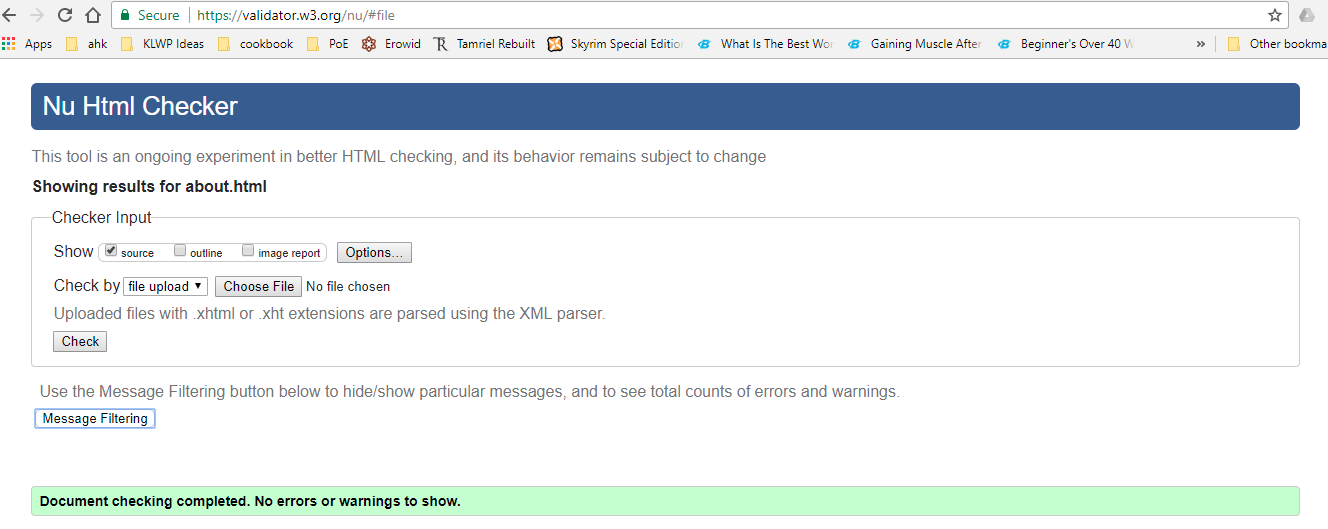 Secure https://validator.w3.org/nu/#file
Apps ahk KLWP Ideas cookbook PoE Erowid Tamriel Rebuilt Skyrim Special Edition What Is The Best Wor Gaining Muscle After Beginner's Over 40 W » Other bookma
Nu Html Checker
This tool is an ongoing experiment in better HTML checking, and its behavior remains subject to change
Showing results for about.html
Checker Input
Show source outline image report Options...
Check by file upload Choose File No file chosen
Uploaded files with .xhtml or .xht extensions are parsed using the XML parser.
Check
Use the Message Filtering button below to hide/show particular messages, and to see total counts of errors and warnings.
Message Filtering
Document checking completed. No errors or warnings to show.